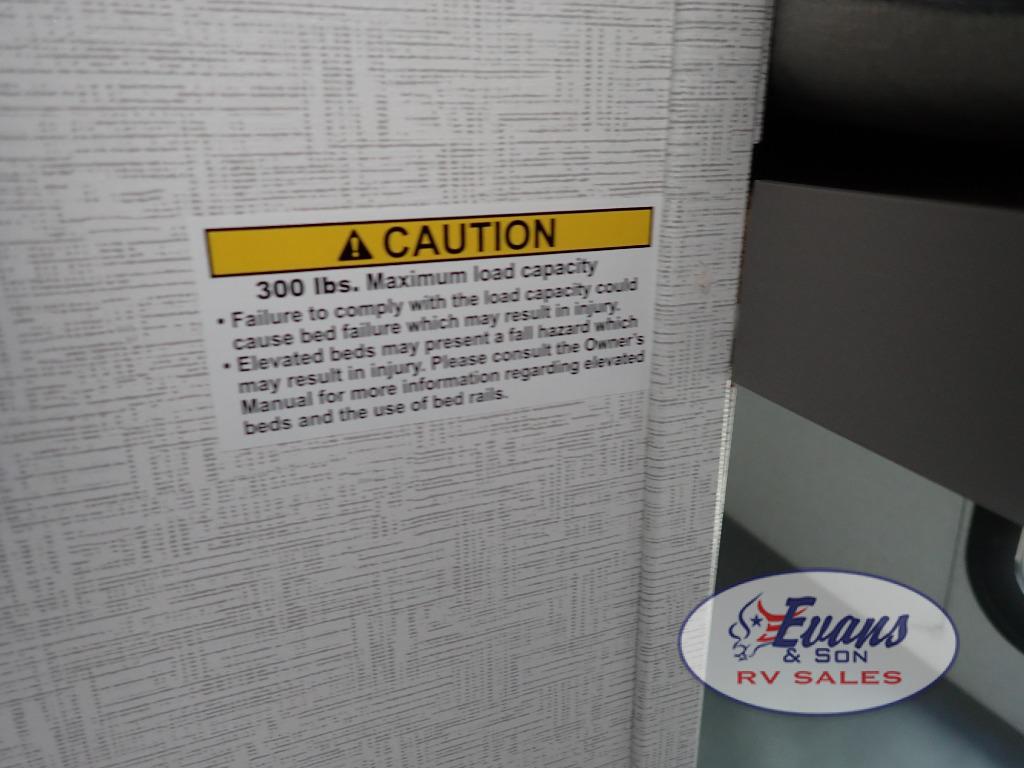 CAUTION
300 lbs. Maximum load capacity
• Failure to comply with the load capacity could
cause bed failure which may result in injury.
• Elevated beds may present a fall hazard which
may result in injury. Please consult the Owner's
Manual for more information regarding elevated
beds and the use of bed rails.
Evans
& SON
RV SALES